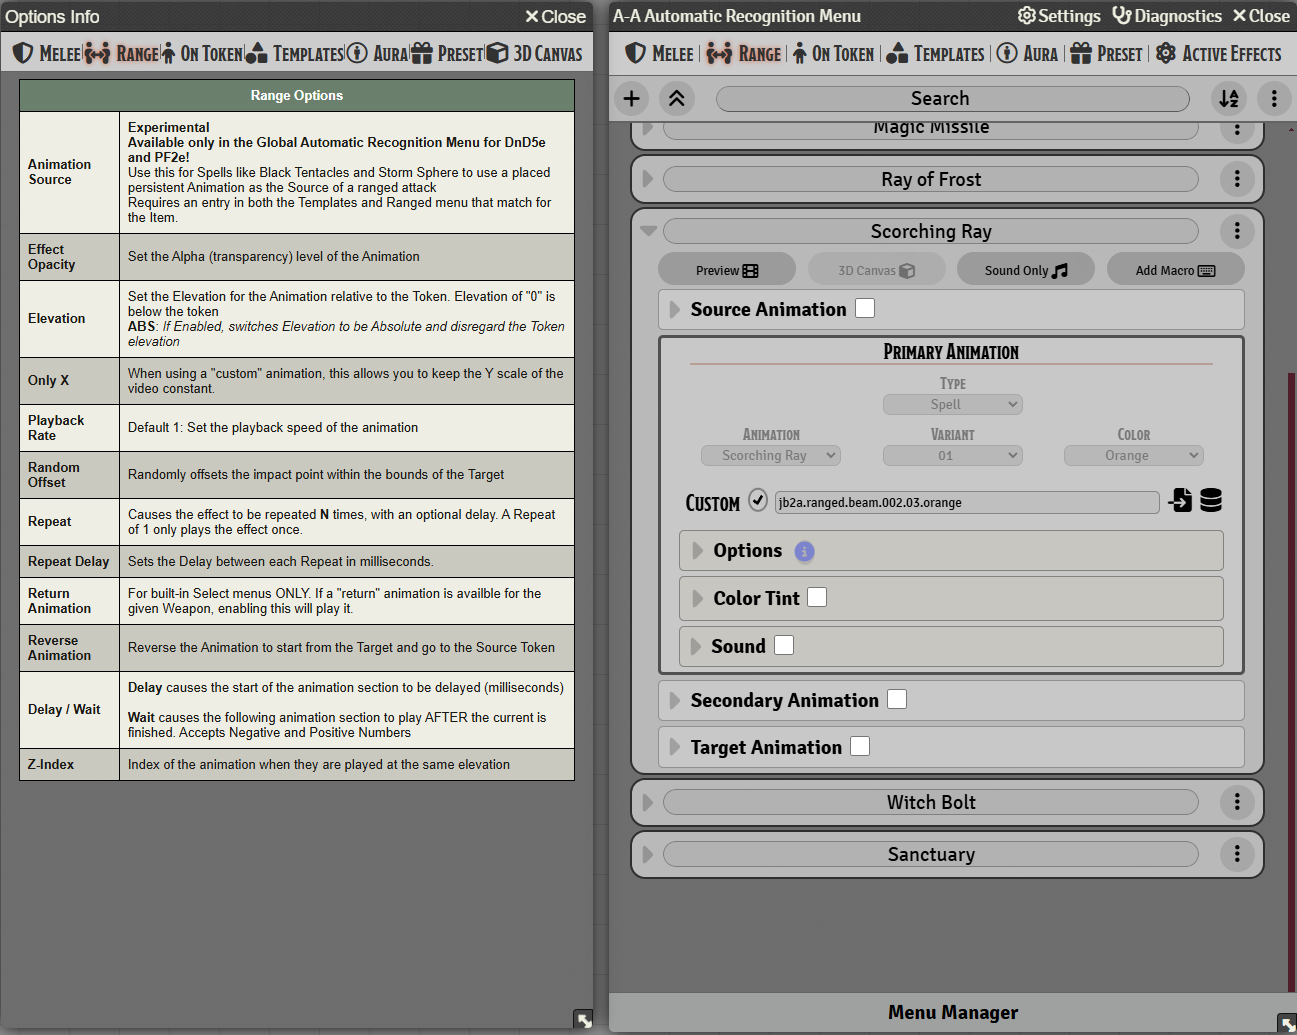 Options Info
Close
Melee
Range
On Token
Templates
Aura
Preset
3D Canvas
Range Options
Animation
Source
Experimental
Available only in the Global Automatic Recognition Menu for DnD5e
and PF2e!
Use this for Spells like Black Tentacles and Storm Sphere to use a placed
persistent Animation as the Source of a ranged attack
Requires an entry in both the Templates and Ranged menu that match for
the Item.
Effect
Opacity
Set the Alpha (transparency) level of the Animation
Elevation
Set the Elevation for the Animation relative to the Token. Elevation of "0" is
below the token
ABS: If Enabled, switches Elevation to be Absolute and disregard the Token
elevation
Only X
When using a "custom" animation, this allows you to keep the Y scale of the
video constant.
Playback
Rate
Default 1: Set the playback speed of the animation
Random
Offset
Randomly offsets the impact point within the bounds of the Target
Repeat
Causes the effect to be repeated N times, with an optional delay. A Repeat
of 1 only plays the effect once.
Repeat Delay
Sets the Delay between each Repeat in milliseconds.
Return
Animation
For built-in Select menus ONLY. If a "return" animation is availble for the
given Weapon, enabling this will play it.
Reverse
Animation
Reverse the Animation to start from the Target and go to the Source Token
Delay / Wait
Delay causes the start of the animation section to be delayed (milliseconds)
Wait causes the following animation section to play AFTER the current is
finished. Accepts Negative and Positive Numbers
Z-Index
Index of the animation when they are played at the same elevation
A-A Automatic Recognition Menu
Settings
Diagnostics
Close
Melee
Range
On Token
Templates
Aura
Preset
Active Effects
Search
Magic Missile
Ray of Frost
Scorching Ray
Preview
3D Canvas
Sound Only
Add Macro
Source Animation
Primary Animation
Type
Spell
Animation
Variant
Color
Scorching Ray
01
Orange
Custom
jb2a.ranged.beam.002.03.orange
Options
Color Tint
Sound
Secondary Animation
Target Animation
Witch Bolt
Sanctuary
Menu Manager